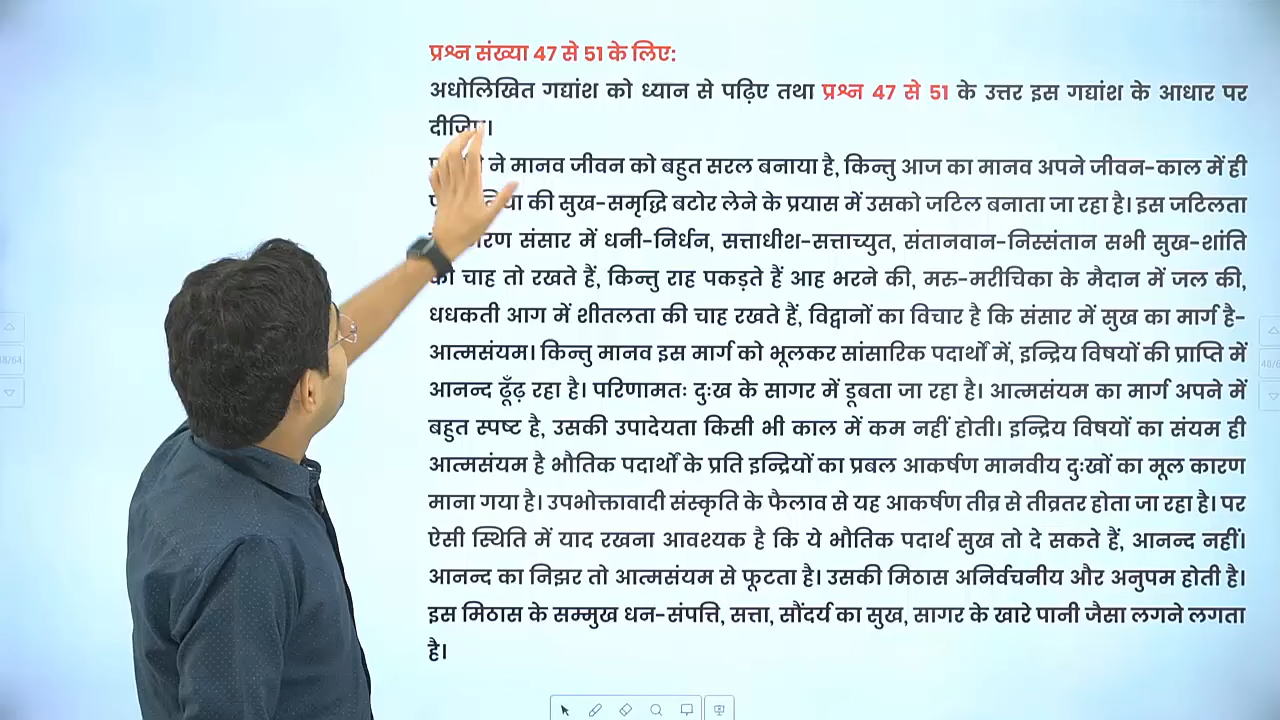 प्रश्न संख्या 47 से 51 के लिए:
अधोलिखित गद्यांश को ध्यान से पढ़िए तथा प्रश्न 47 से 51 के उत्तर इस गद्यांश के आधार पर
दीजिए।
ने मानव जीवन को बहुत सरल बनाया है, किन्तु आज का मानव अपने जीवन-काल में ही
की सुख-समृद्धि बटोर लेने के प्रयास में उसको जटिल बनाता जा रहा है। इस जटिलता
संसार में धनी-निर्धन, सत्ताधीश-सत्ताच्युत, संतानवान-निस्संतान सभी सुख-शांति
की चाह तो रखते हैं, किन्तु राह पकड़ते हैं आह भरने की, मरु-मरीचिका के मैदान में जल की,
धधकती आग में शीतलता की चाह रखते हैं, विद्वानों का विचार है कि संसार में सुख का मार्ग है-
आत्मसंयम। किन्तु मानव इस मार्ग को भूलकर सांसारिक पदार्थों में, इन्द्रिय विषयों की प्राप्ति में
आनन्द ढूँढ़ रहा है। परिणामतः दुःख के सागर में डूबता जा रहा है। आत्मसंयम का मार्ग अपने में
बहुत स्पष्ट है, उसकी उपादेयता किसी भी काल में कम नहीं होती। इन्द्रिय विषयों का संयम ही
आत्मसंयम है भौतिक पदार्थों के प्रति इन्द्रियों का प्रबल आकर्षण मानवीय दुःखों का मूल कारण
माना गया है। उपभोक्तावादी संस्कृति के फैलाव से यह आकर्षण तीव्र से तीव्रतर होता जा रहा है। पर
ऐसी स्थिति में याद रखना आवश्यक है कि ये भौतिक पदार्थ सुख तो दे सकते हैं, आनन्द नहीं।
आनन्द का निझर तो आत्मसंयम से फूटता है। उसकी मिठास अनिर्वचनीय और अनुपम होती है।
इस मिठास के सम्मुख धन-संपत्ति, सत्ता, सौंदर्य का सुख, सागर के खारे पानी जैसा लगने लगता
है।